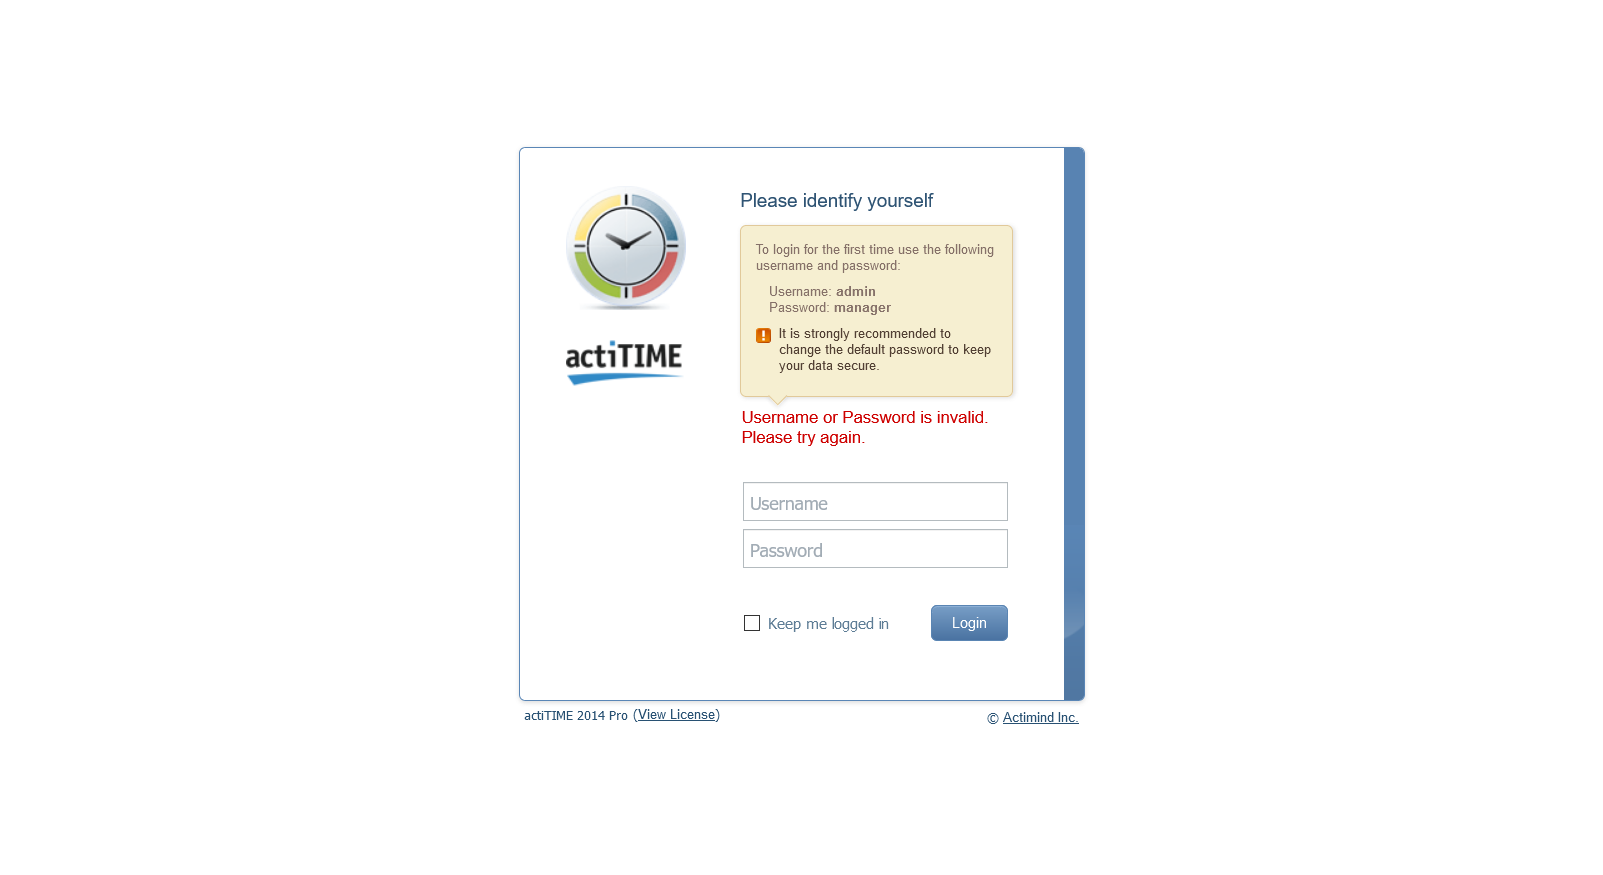 Please identify yourself
To login for the first time use the following
username and password:
Username: admin
Password: manager
It is strongly recommended to
change the default password to keep
your data secure.
actiTIME
Username or Password is invalid.
Please try again.
Username
Password
Keep me logged in
Login
actiTIME 2014 Pro (View License)
© Actimind Inc.